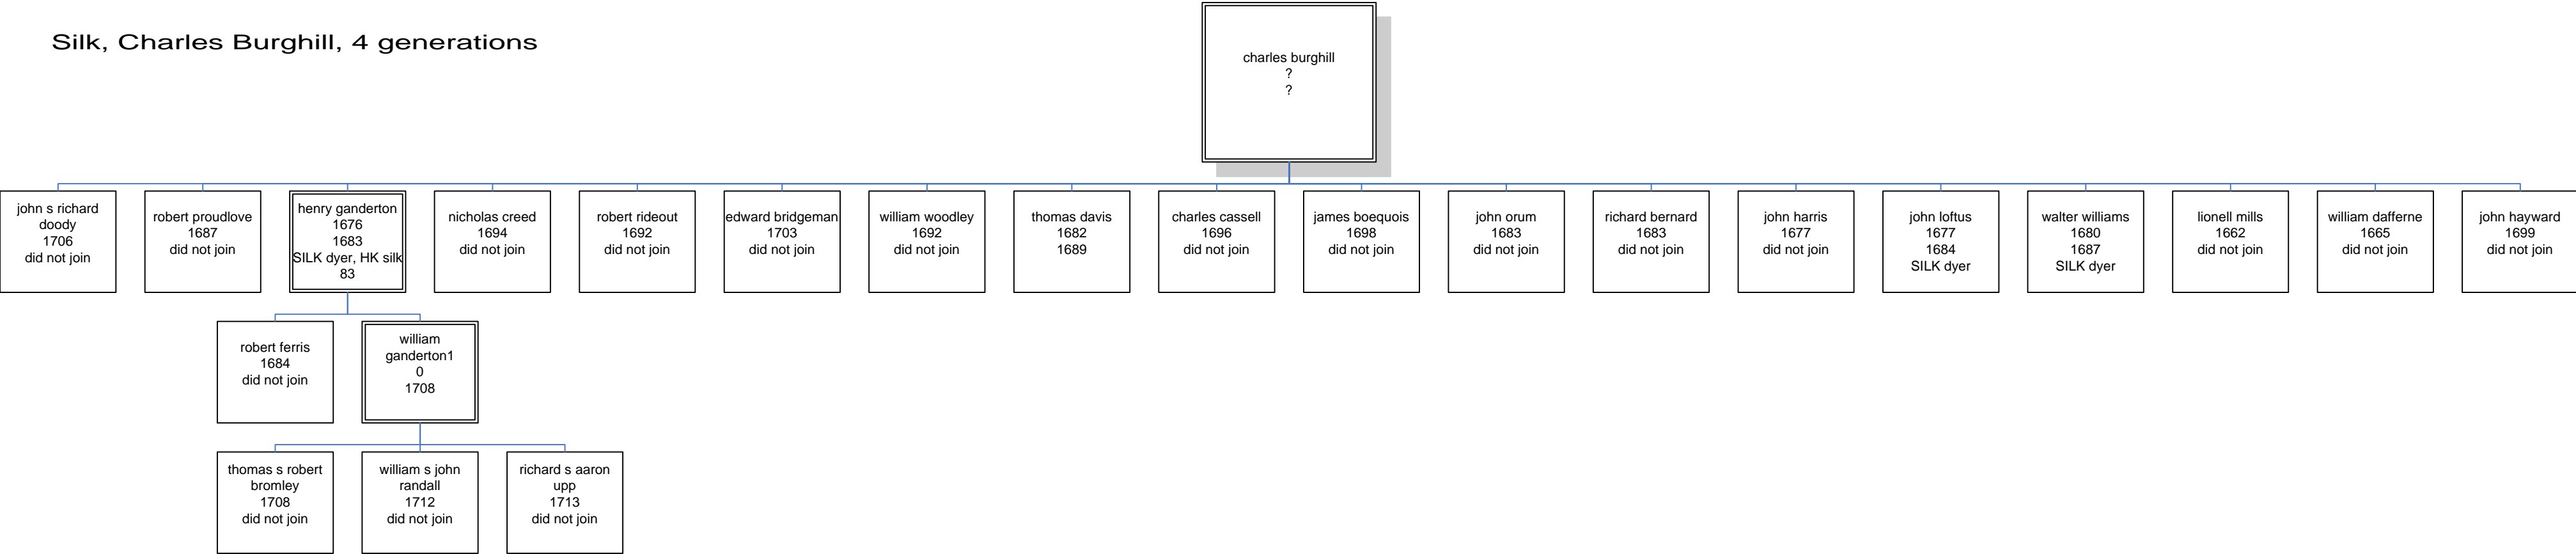 Silk, Charles Burghill, 4 generations
charles burghill
?
?
john s richard
doody
1706
did not join
robert proudlove
1687
did not join
henry ganderton
1676
1683
SILK dyer, HK silk
83
nicholas creed
1694
did not join
robert rideout
1692
did not join
edward bridgeman
1703
did not join
william woodley
1692
did not join
thomas davis
1682
1689
charles cassell
1696
did not join
james boequois
1698
did not join
john orum
1683
did not join
richard bernard
1683
did not join
john harris
1677
did not join
john loftus
1677
1684
SILK dyer
walter williams
1680
1687
SILK dyer
lionell mills
1662
did not join
william dafferne
1665
did not join
john hayward
1699
did not join
robert ferris
1684
did not join
william
ganderton1
0
1708
thomas s robert
bromley
1708
did not join
william s john
randall
1712
did not join
richard s aaron
upp
1713
did not join